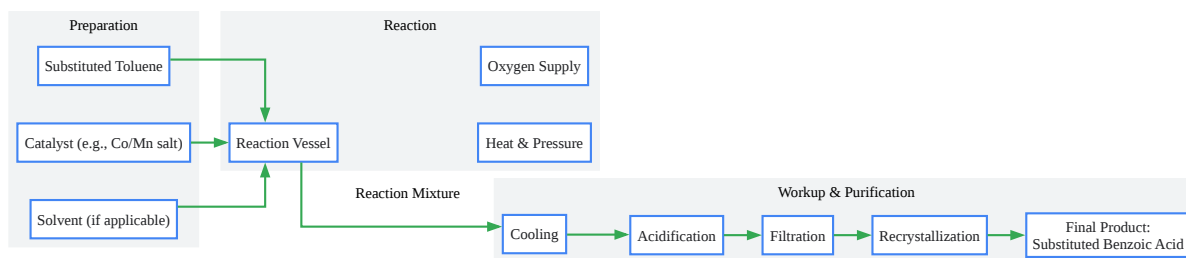 Preparation
Substituted Toluene
Catalyst (e.g., Co/Mn salt)
Solvent (if applicable)
Reaction
Oxygen Supply
Reaction Vessel
Heat & Pressure
Reaction Mixture
Workup & Purification
Cooling
Acidification
Filtration
Recrystallization
Final Product:
Substituted Benzoic Acid